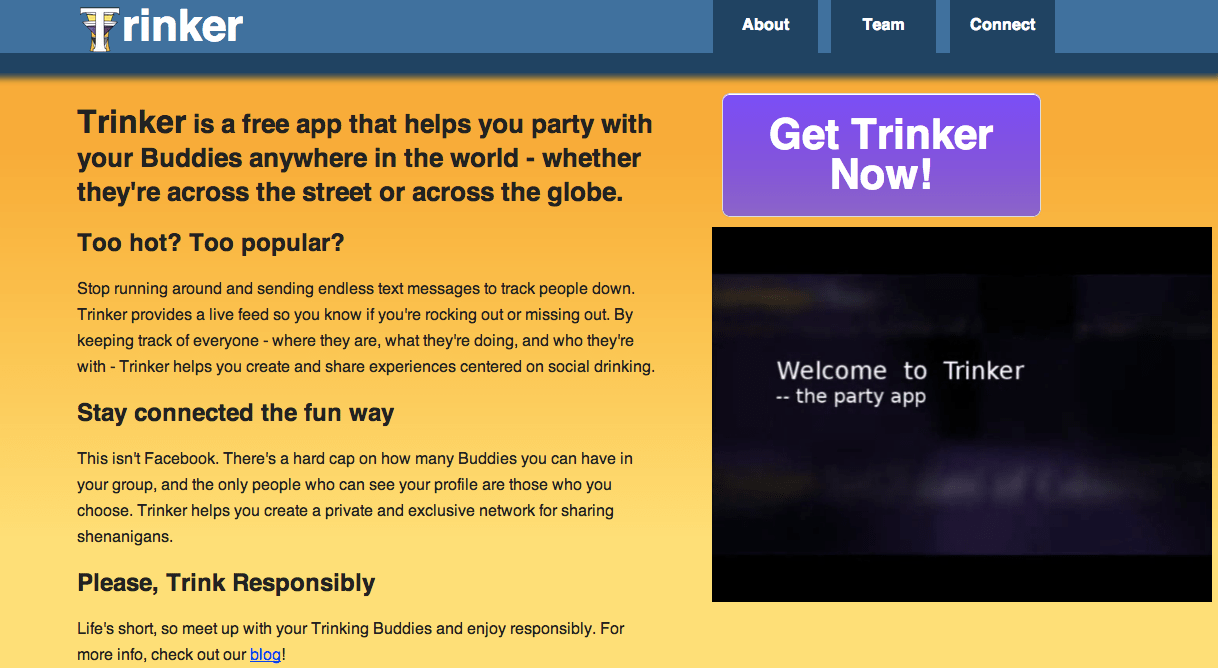 Trinker
About
Team
Connect
Trinker is a free app that helps you party with
your Buddies anywhere in the world - whether
they're across the street or across the globe.
Too hot? Too popular?
Stop running around and sending endless text messages to track people down.
Trinker provides a live feed so you know if you're rocking out or missing out. By
keeping track of everyone - where they are, what they're doing, and who they're
with - Trinker helps you create and share experiences centered on social drinking.
Stay connected the fun way
This isn't Facebook. There's a hard cap on how many Buddies you can have in
your group, and the only people who can see your profile are those who you
choose. Trinker helps you create a private and exclusive network for sharing
shenanigans.
Please, Trink Responsibly
Life's short, so meet up with your Trinking Buddies and enjoy responsibly. For
more info, check out our blog!
Get Trinker
Now!
Welcome to Trinker
-- the party app